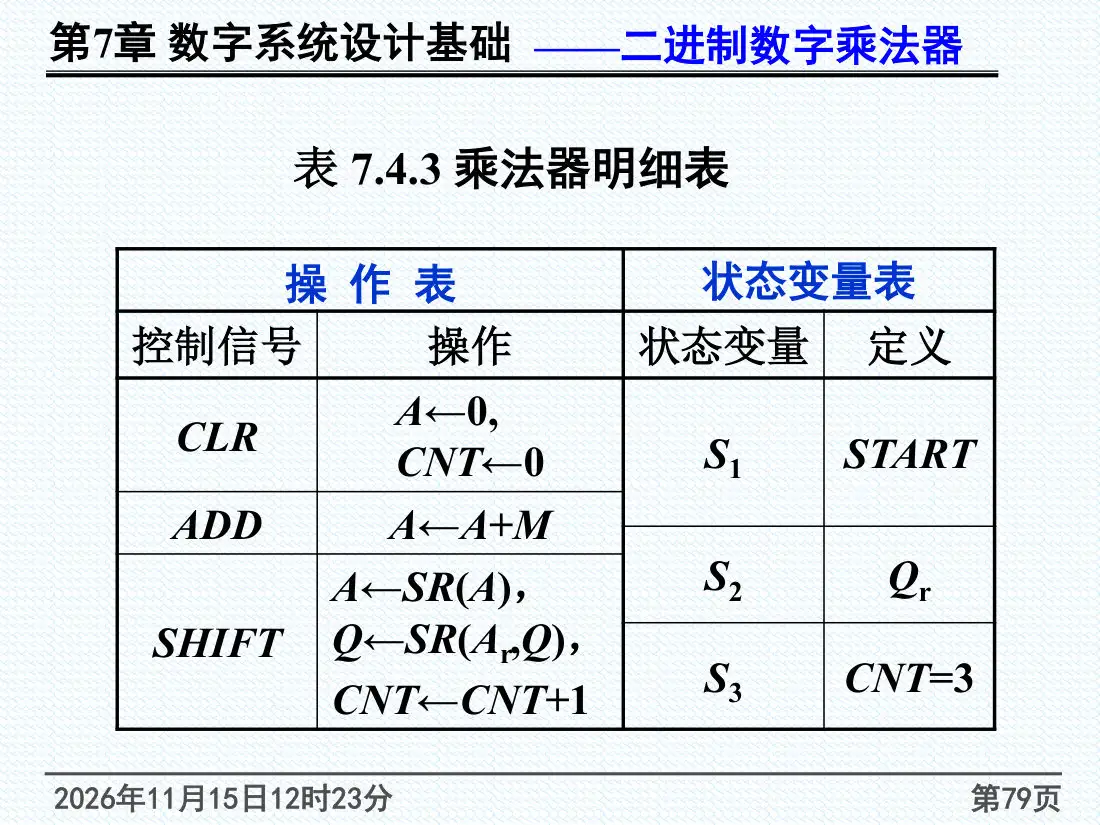 第7章 数字系统设计基础 ——二进制数字乘法器
表 7.4.3 乘法器明细表
操 作 表 状态变量表
控制信号 操作 状态变量 定义
CLR A←0, CNT←0
ADD A←A+M
SHIFT A←SR(A), Q←SR(Ar,Q), CNT←CNT+1
S1 START
S2 Qr
S3 CNT=3
2026年11月15日12时23分 第79页